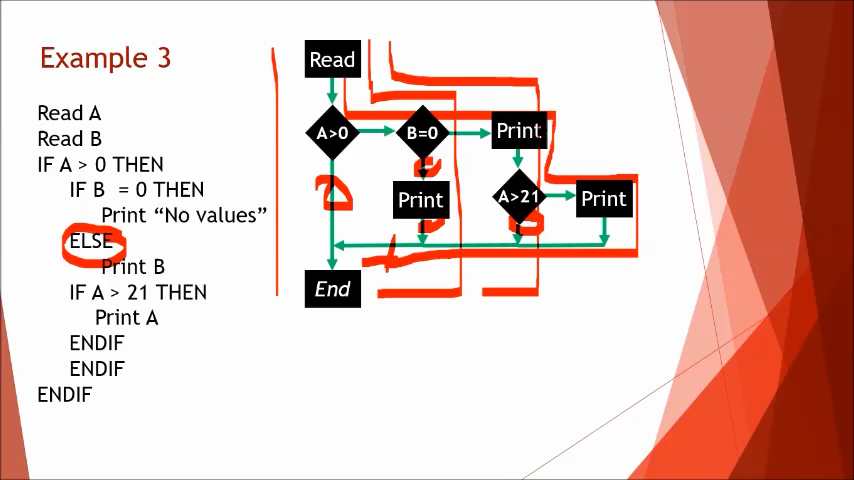 Example 3
Read A
Read B
IF A > 0 THEN
IF B = 0 THEN
Print “No values”
ELSE
Print B
IF A > 21 THEN
Print A
ENDIF
ENDIF
ENDIF
Read
A>0
B=0
Print
Print
A>21
Print
End